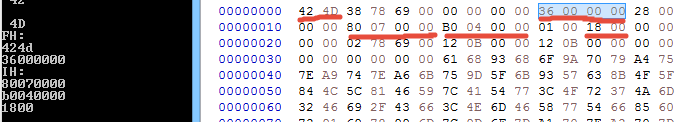 42
4D
FH:
424d
36000000
IH:
80070000
b0040000
1800
00000000 42 4D 38 78 69 00 00 00 00 00 36 00 00 00 28 00
00000010 00 00 80 07 00 00 B0 04 00 00 01 00 18 00 00 00
00000020 00 00 02 78 69 00 12 0B 00 00 12 0B 00 00 00 00
00000030 00 00 00 00 00 00 61 68 93 68 6F 9A 70 79 A4 75
00000040 7E A9 74 7E A6 6B 75 9D 5F 6B 93 57 63 8B 4F 5F
00000050 84 4C 5C 81 46 59 7C 41 54 77 3C 4F 72 37 4A 6D
00000060 32 46 69 2F 43 66 3C 4E 6D 46 58 77 54 66 85 60